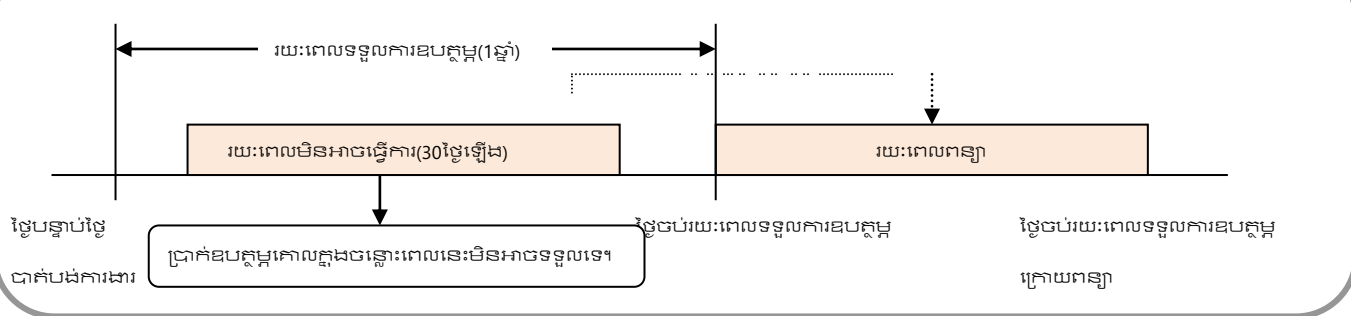 រយៈពេលទទួលការឧបត្ថម្ភ(1ឆ្នាំ)
រយៈពេលមិនអាចធ្វើការ(30ថ្ងៃឡើង)
រយៈពេលពន្យា
ថ្ងៃបន្ទាប់ថ្ងៃ
បាត់បង់ការងារ
ប្រាក់ឧបត្ថម្ភគោលក្នុងចន្លោះពេលនេះមិនអាចទទួលទេ។
ថ្ងៃចប់រយៈពេលទទួលការឧបត្ថម្ភ
ថ្ងៃចប់រយៈពេលទទួលការឧបត្ថម្ភ
ក្រោយពន្យា